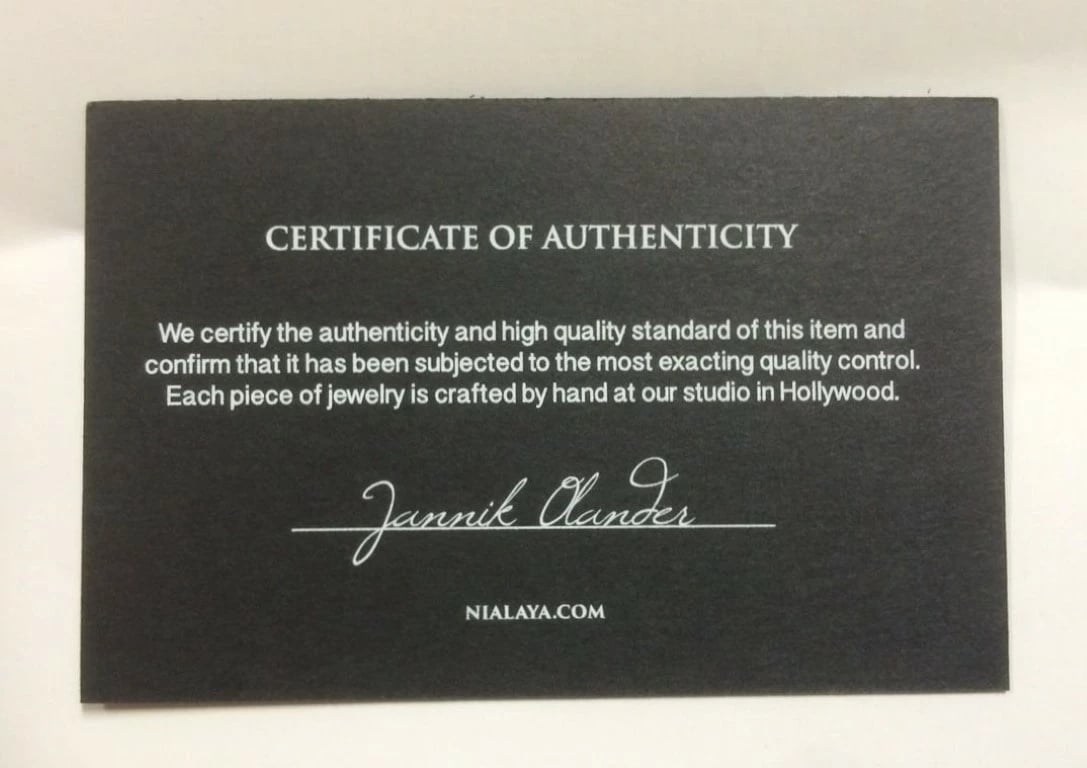 CERTIFICATE OF AUTHENTICITY
We certify the authenticity and high quality standard of this item and
confirm that it has been subjected to the most exacting quality control.
Each piece of jewelry is crafted by hand at our studio in Hollywood.
Jannik Olander
NIALAYA.COM